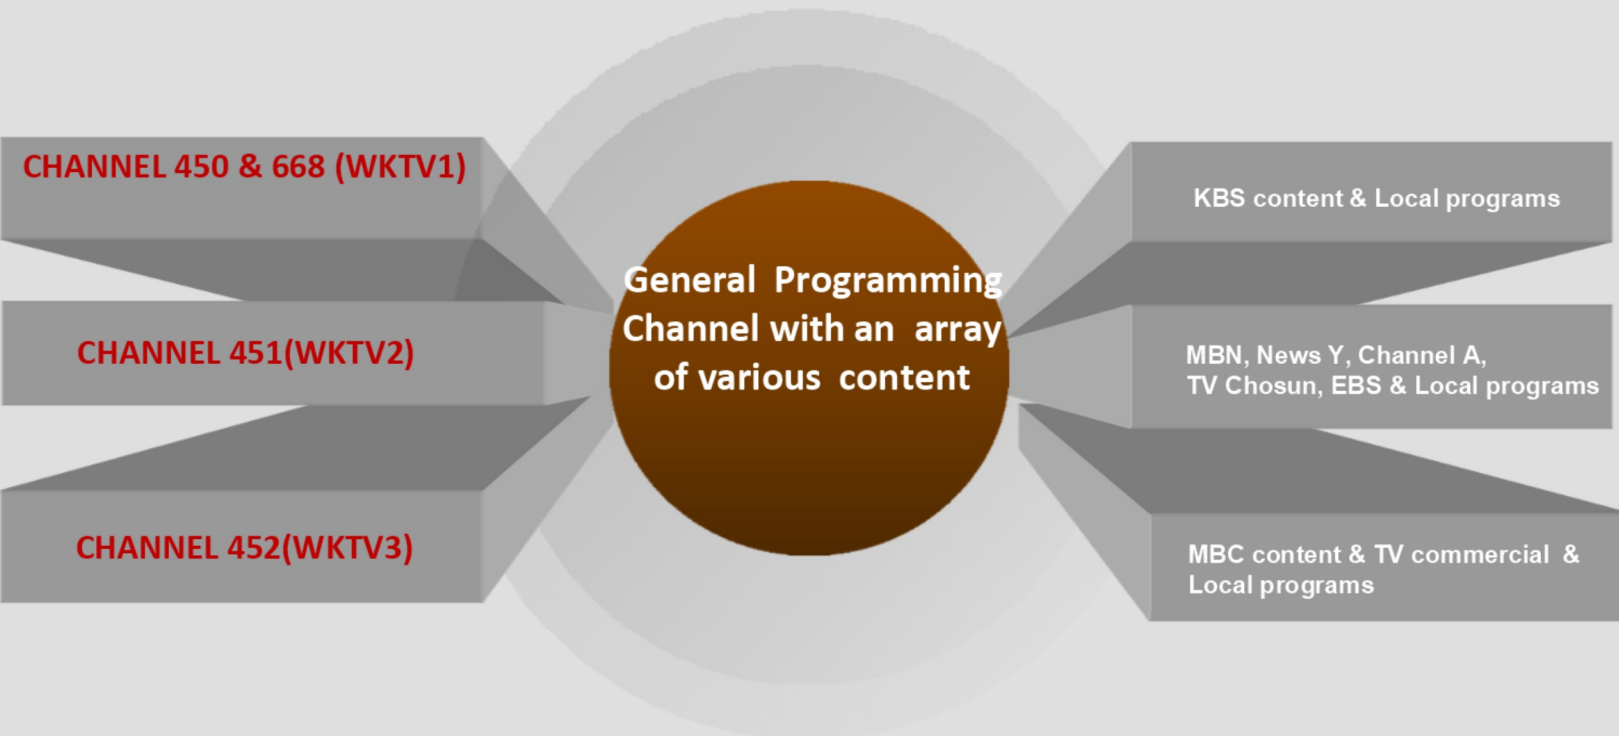 CHANNEL 450 & 668 (WKTV1)
CHANNEL 451(WKTV2)
CHANNEL 452(WKTV3)
General Programming
Channel with an array
of various content
KBS content & Local programs
MBN, News Y, Channel A,
TV Chosun, EBS & Local programs
MBC content & TV commercial &
Local programs